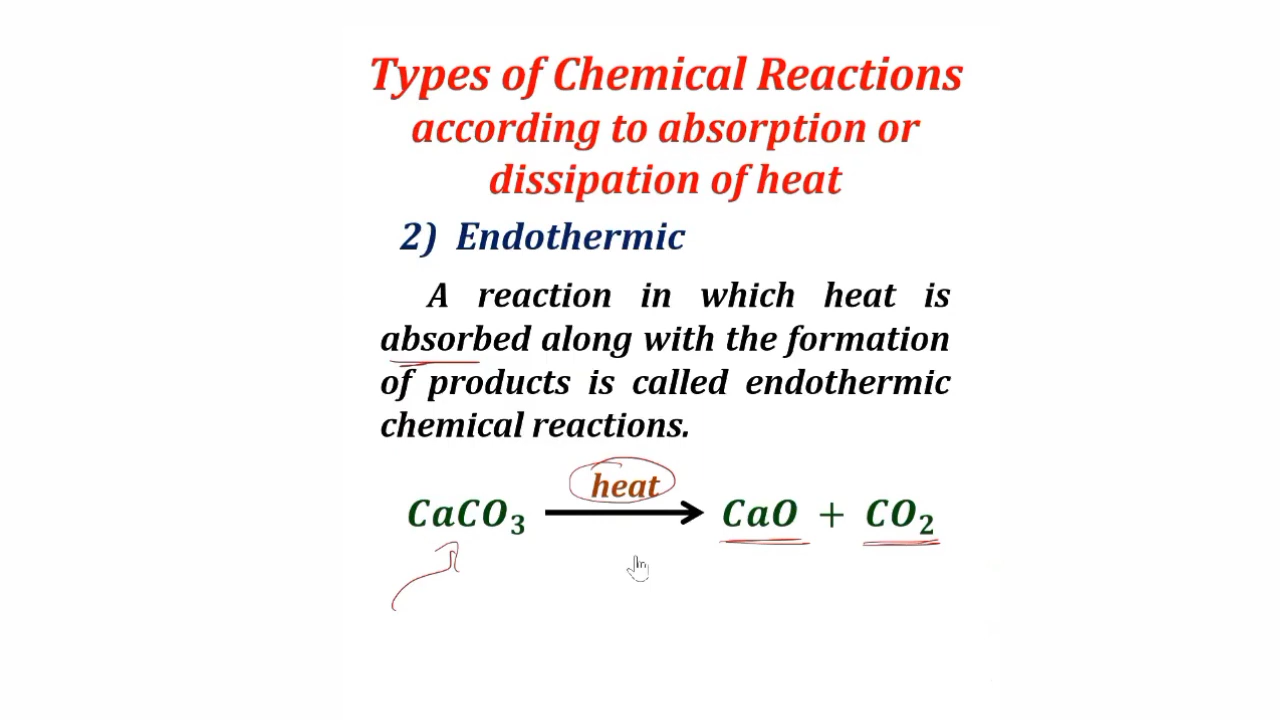 Types of Chemical Reactions
according to absorption or
dissipation of heat
2) Endothermic
A reaction in which heat is
absorbed along with the formation
of products is called endothermic
chemical reactions.
heat
CaCO₃ ⟶ CaO + CO₂